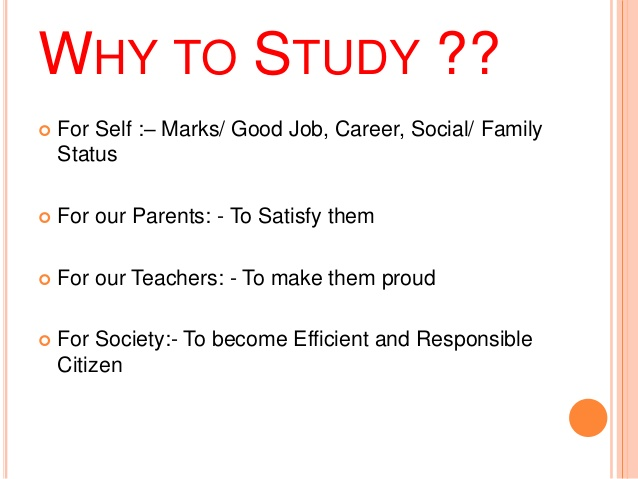 WHY TO STUDY ??
For Self :– Marks/ Good Job, Career, Social/ Family
Status
For our Parents: - To Satisfy them
For our Teachers: - To make them proud
For Society:- To become Efficient and Responsible
Citizen